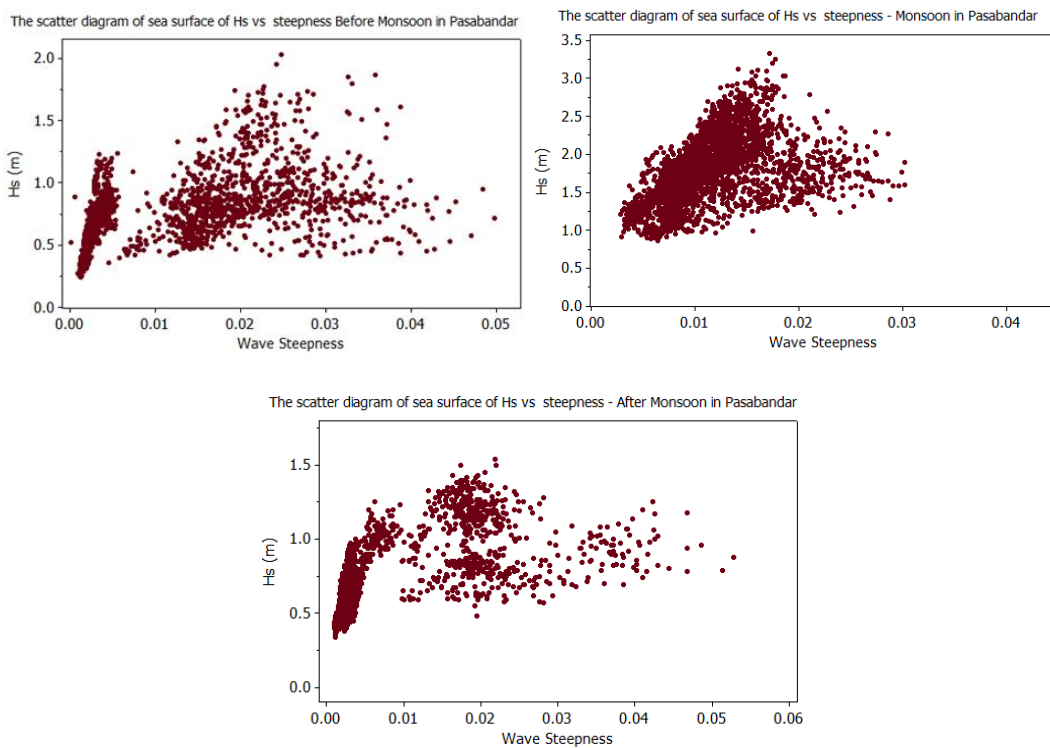 The scatter diagram of sea surface of Hs vs steepness Before Monsoon in Pasabandar
2.0
1.5
1.0
0.5
0.0
Hs (m)
0.00 0.01 0.02 0.03 0.04 0.05
Wave Steepness
The scatter diagram of sea surface of Hs vs steepness - Monsoon in Pasabandar
3.5
3.0
2.5
2.0
1.5
1.0
0.5
0.0
Hs (m)
0.00 0.01 0.02 0.03 0.04
Wave Steepness
The scatter diagram of sea surface of Hs vs steepness - After Monsoon in Pasabandar
1.5
1.0
0.5
0.0
Hs (m)
0.00 0.01 0.02 0.03 0.04 0.05 0.06
Wave Steepness